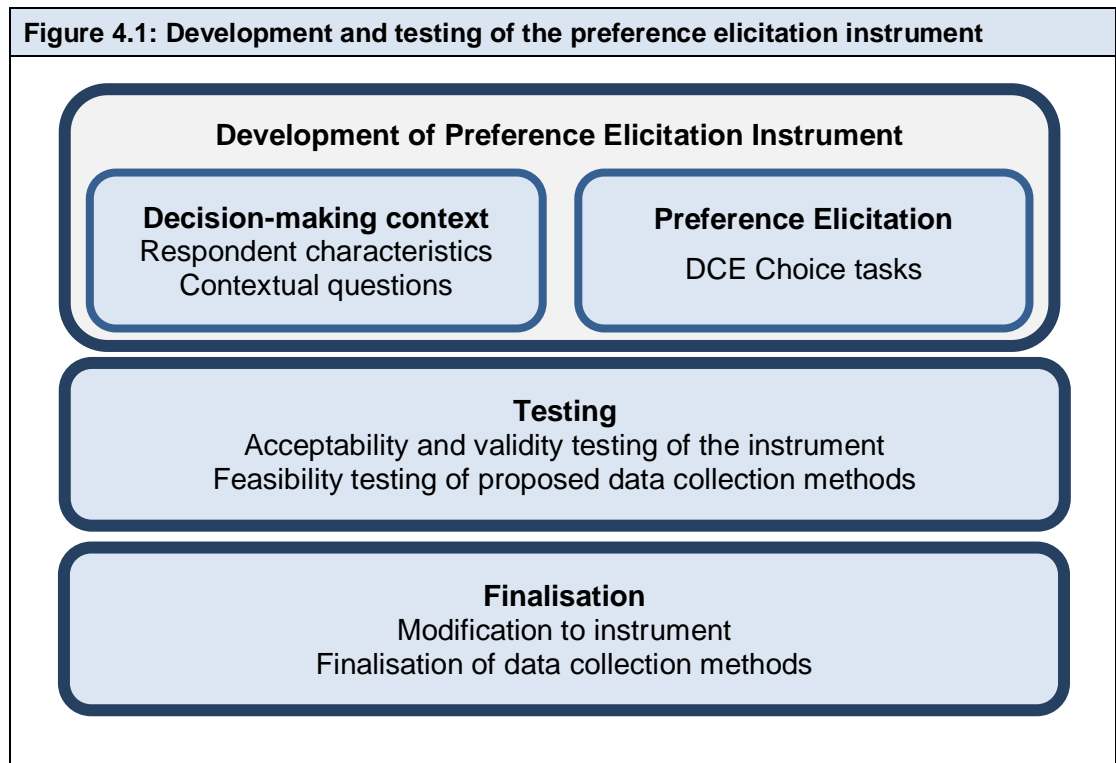 Figure 4.1: Development and testing of the preference elicitation instrument
Development of Preference Elicitation Instrument
Decision-making context
Respondent characteristics
Contextual questions
Preference Elicitation
DCE Choice tasks
Testing
Acceptability and validity testing of the instrument
Feasibility testing of proposed data collection methods
Finalisation
Modification to instrument
Finalisation of data collection methods